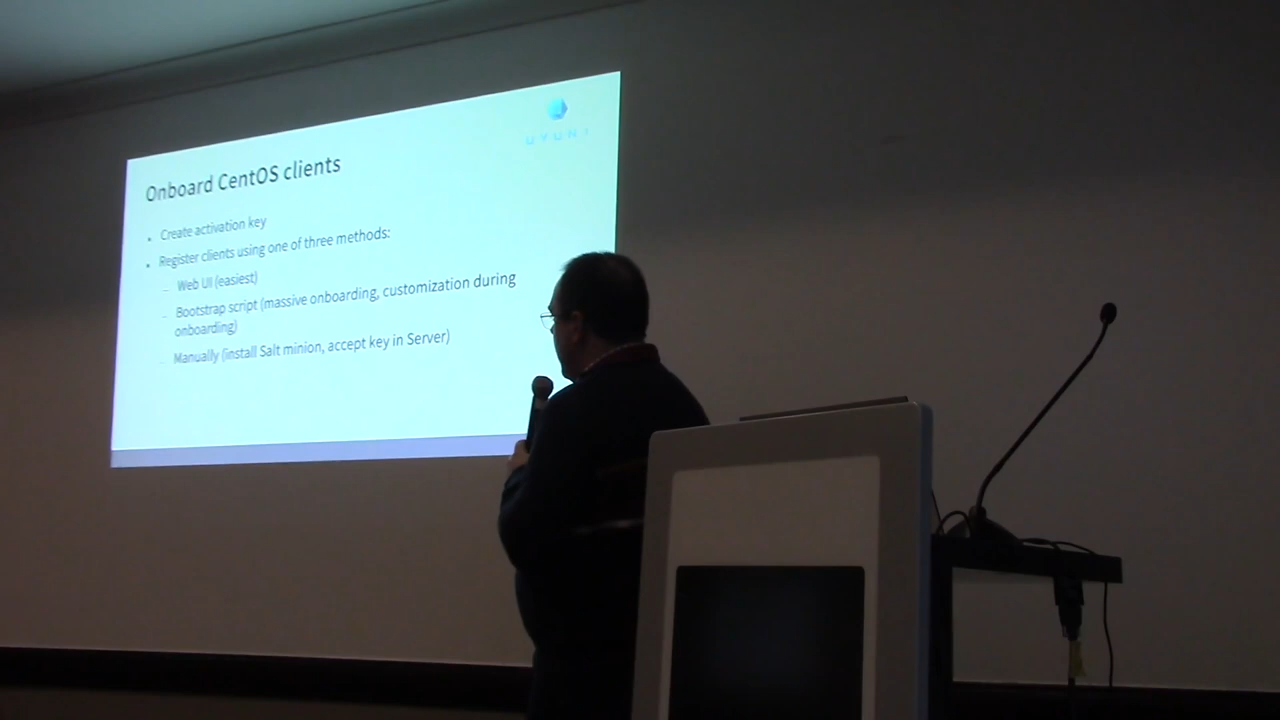 UYUNI
Onboard CentOS clients
Create activation key
Register clients using one of three methods:
Web UI (easiest)
Bootstrap script (massive onboarding, customization during
onboarding)
Manually (install Salt minion, accept key in Server)